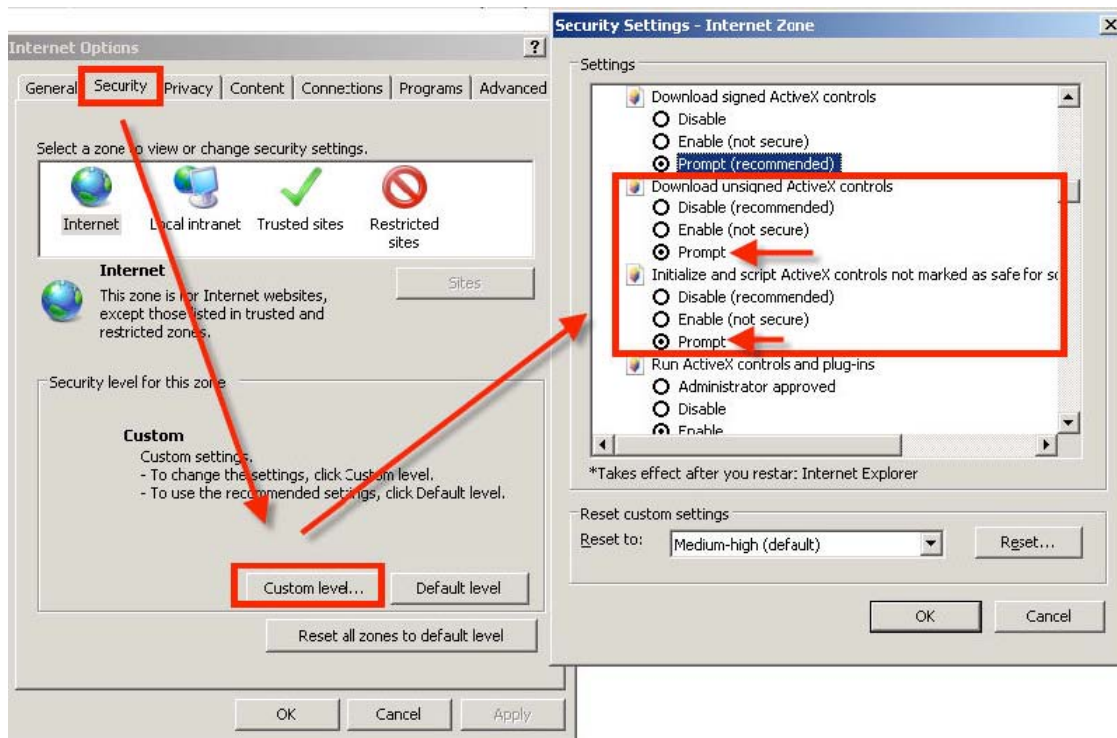 Internet Options
?
General Security Privacy Content Connections Programs Advanced
Select a zone to view or change security settings.
Internet
Local intranet
Trusted sites
Restricted
sites
Internet
Sites
This zone is for Internet websites,
except those listed in trusted and
restricted zones.
Security level for this zone
Custom
Custom settings.
- To change the settings, click Custom level.
- To use the recommended settings, click Default level.
Custom level...
Default level
Reset all zones to default level
OK
Cancel
Apply
Security Settings - Internet Zone
X
Settings
Download signed ActiveX controls
Disable
Enable (not secure)
Prompt (recommended)
Download unsigned ActiveX controls
Disable (recommended)
Enable (not secure)
Prompt
Initialize and script ActiveX controls not marked as safe for sc
Disable (recommended)
Enable (not secure)
Prompt
Run ActiveX controls and plug-ins
Administrator approved
Disable
Enable
*Takes effect after you restart Internet Explorer
Reset custom settings
Reset to:
Medium-high (default)
Reset...
OK
Cancel